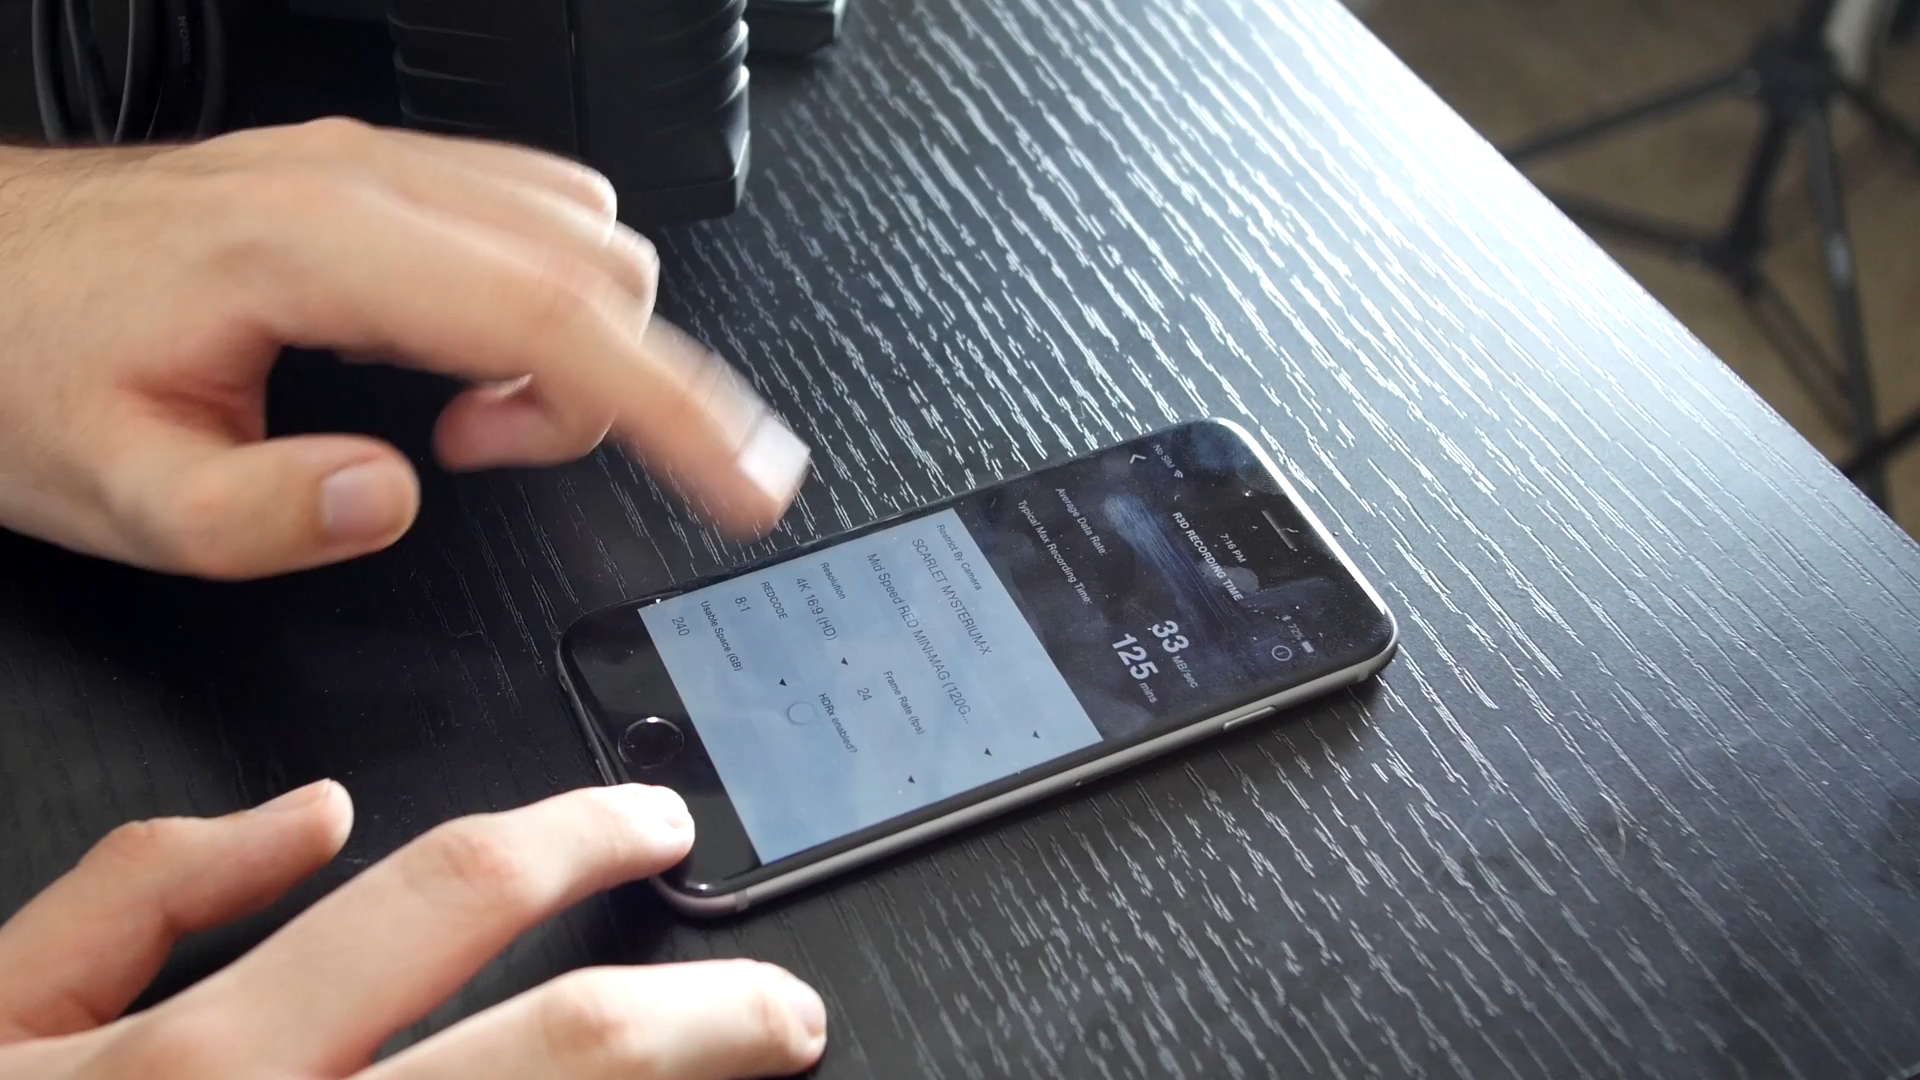 No SIM 7:16 PM 72%
R3D RECORDING TIME
Average Data Rate: 33 MB/sec
Typical Max Recording Time: 125 mins
Restrict By Camera
SCARLET MYSTERIUM-X
Mid Speed RED MINI-MAG (120G...
Resolution Frame Rate (fps)
4K 16:9 (HD) 24
REDCODE HDRx enabled?
8:1
Usable Space (GB)
240